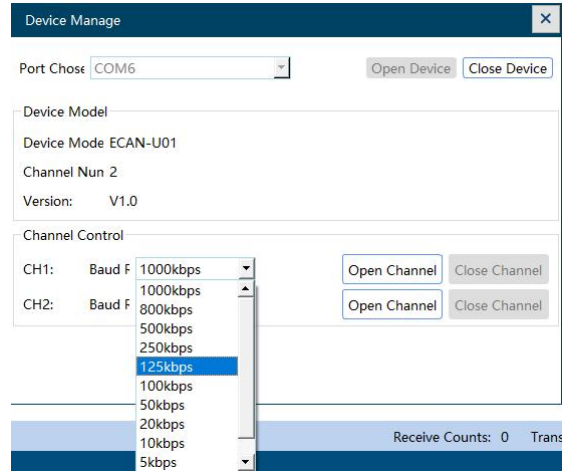 Device Manage
Port Chose COM6 Open Device Close Device
Device Model
Device Mode ECAN-U01
Channel Nun 2
Version: V1.0
Channel Control
CH1: Baud F 1000kbps Open Channel Close Channel
1000kbps
CH2: Baud F 800kbps Open Channel Close Channel
500kbps
250kbps
125kbps
100kbps
50kbps
20kbps
10kbps Receive Counts: 0 Trans
5kbps